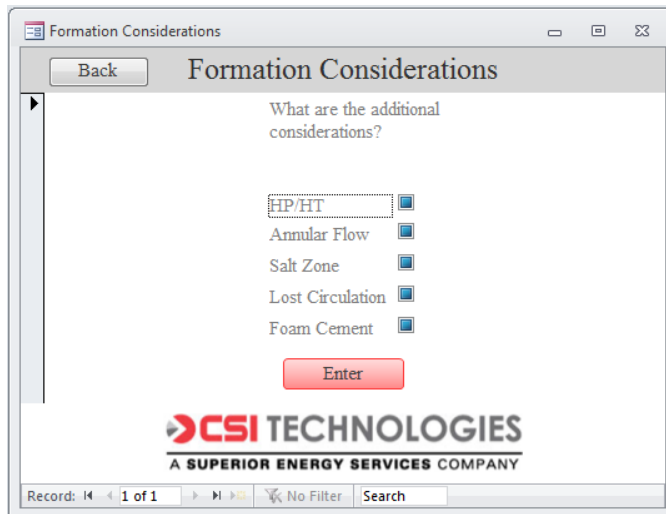 Formation Considerations
Back
Formation Considerations
What are the additional
considerations?
HP/HT
Annular Flow
Salt Zone
Lost Circulation
Foam Cement
Enter
CSI TECHNOLOGIES
A SUPERIOR ENERGY SERVICES COMPANY
Record: 1 of 1 No Filter Search